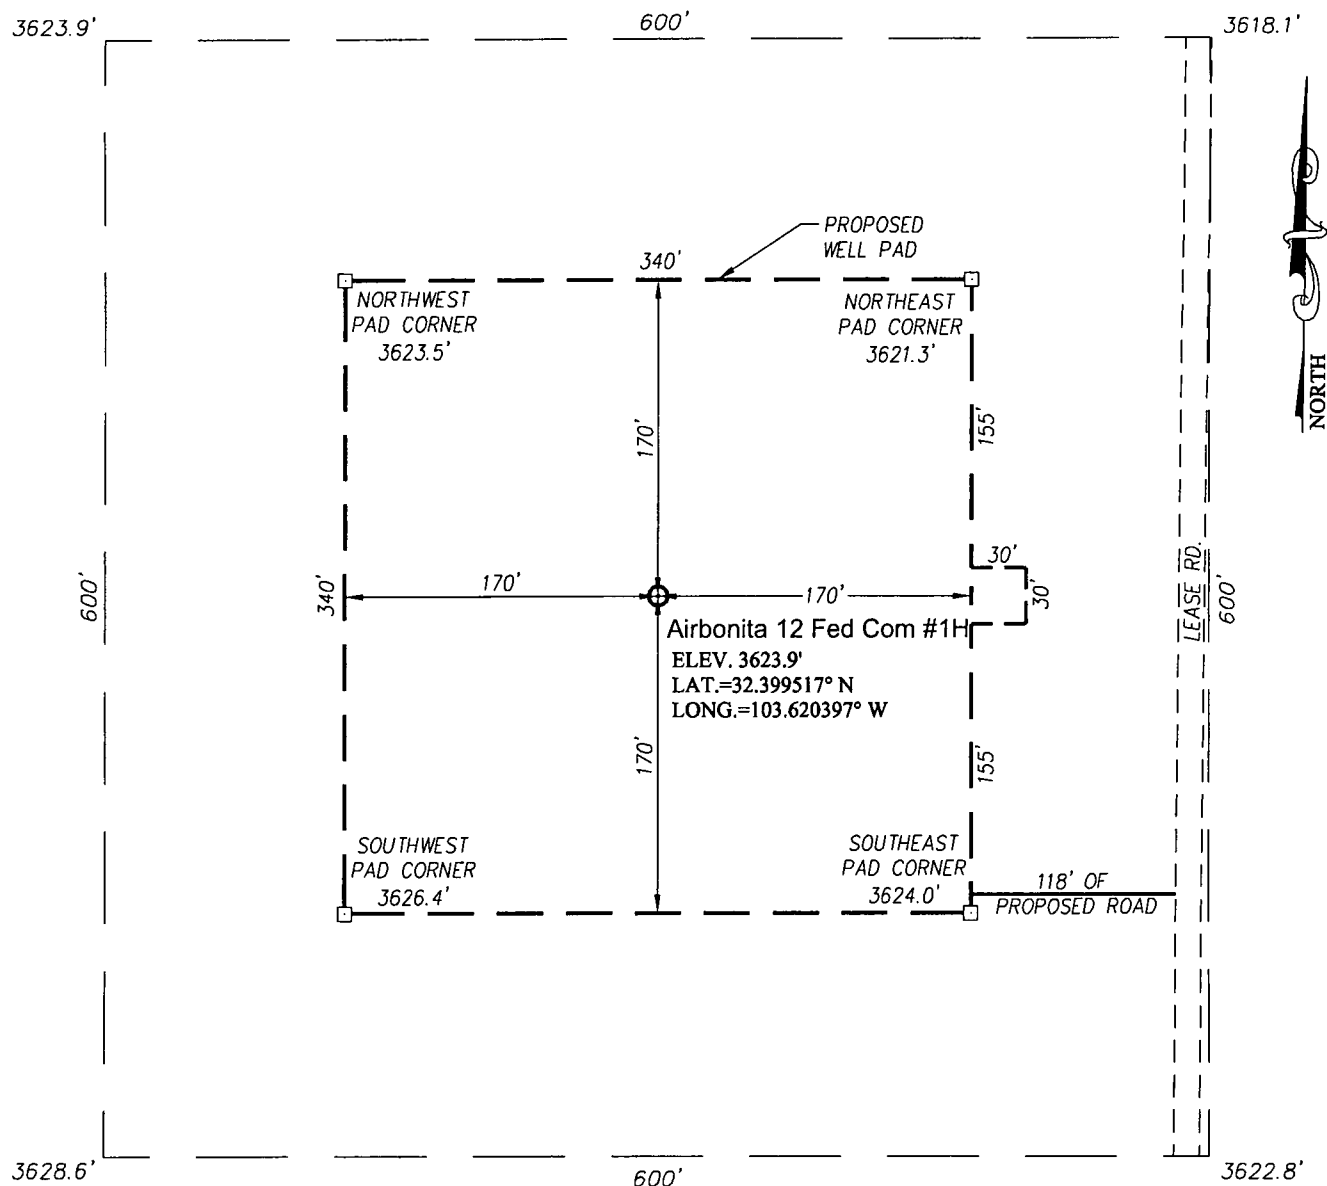 3623.9'
600'
3618.1'
PROPOSED
WELL PAD
340'
NORTHWEST
PAD CORNER
3623.5'
NORTHEAST
PAD CORNER
3621.3'
NORTH
170'
155'
30'
30'
600'
340'
170'
170'
LEASE RD.
600'
Airbonita 12 Fed Com #1H
ELEV. 3623.9'
LAT.=32.399517° N
LONG.=103.620397° W
170'
155'
SOUTHWEST
PAD CORNER
3626.4'
SOUTHEAST
PAD CORNER
3624.0'
118' OF
PROPOSED ROAD
3628.6'
600'
3622.8'